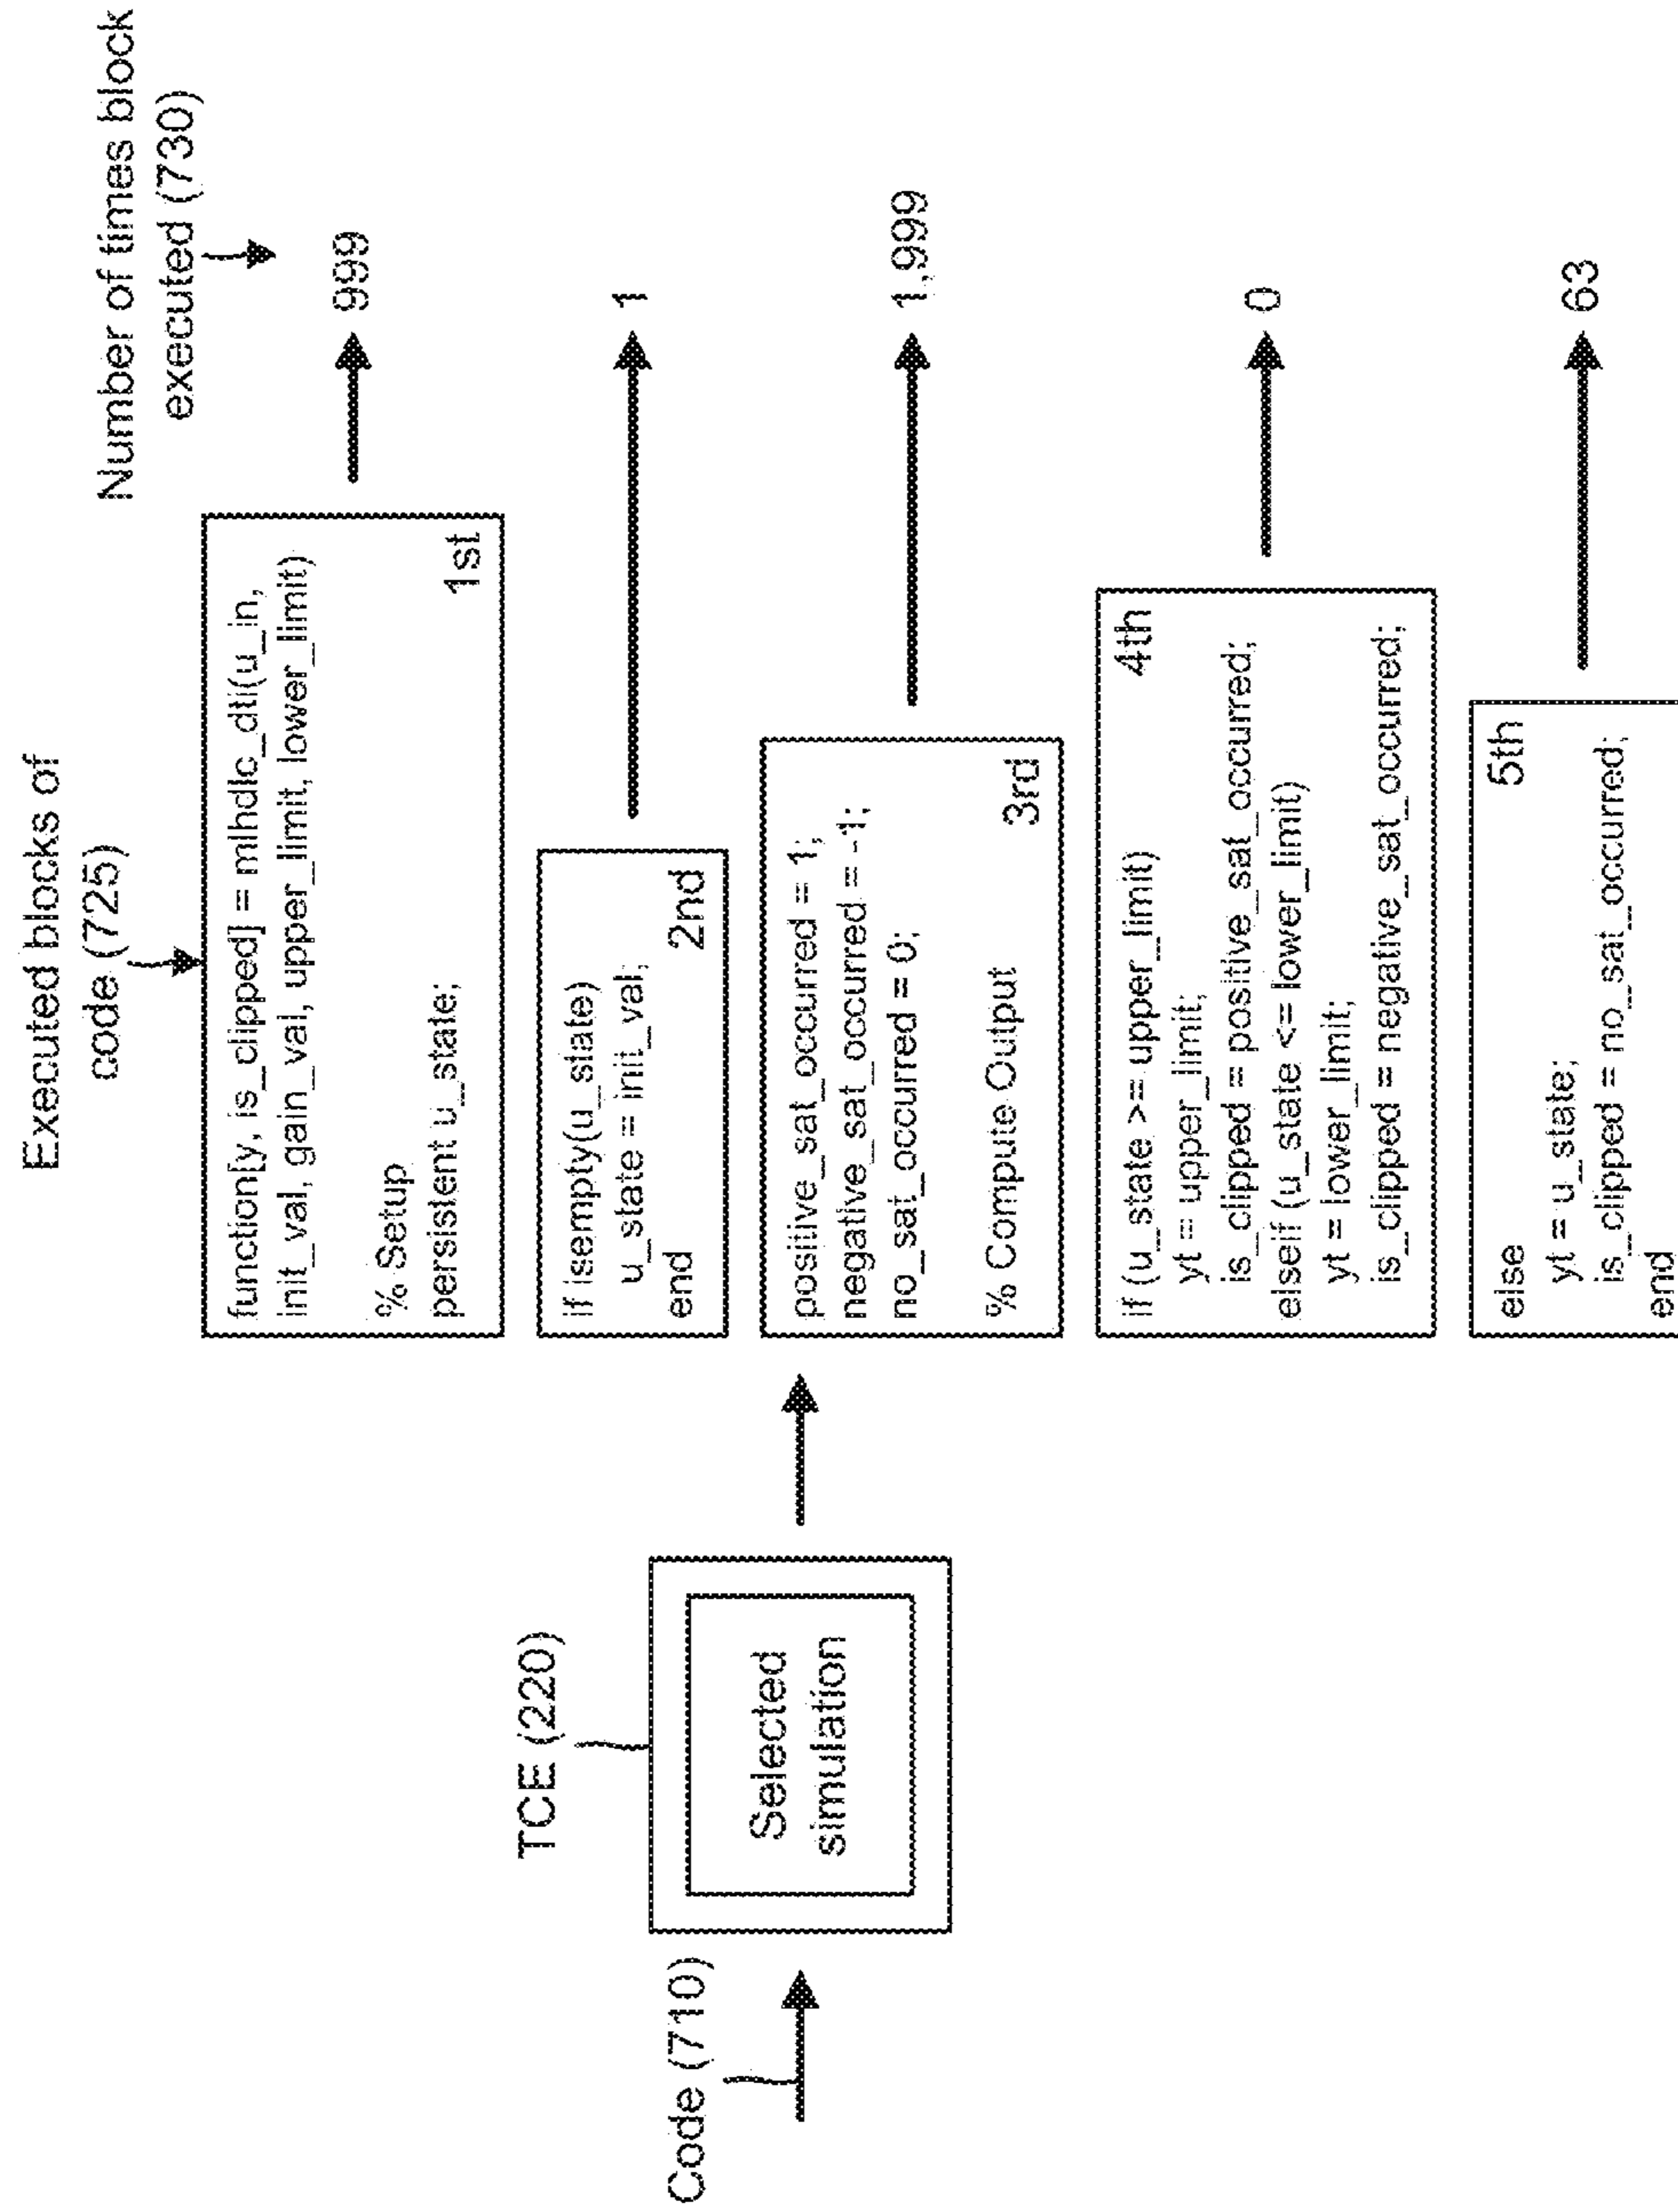 Executed blocks of
code (725)
Number of times block
executed (730)
Code (710)
TCE (220)
Selected
simulation
function[y, is_clipped] = mlhdlc_dti(u_in,
init_val, gain_val, upper_limit, lower_limit)
% Setup
persistent u_state;
1st
999
if isempty(u_state)
u_state = init_val;
end
2nd
1
positive_sat_occurred = 1;
negative_sat_occurred = -1;
no_sat_occurred = 0;
% Compute Output
3rd
1,999
if (u_state >= upper_limit)
4th
yt = upper_limit;
is_clipped = positive_sat_occurred;
elseif (u_state <= lower_limit)
yt = lower_limit;
is_clipped = negative_sat_occurred;
0
else
5th
yt = u_state;
is_clipped = no_sat_occurred;
end
63